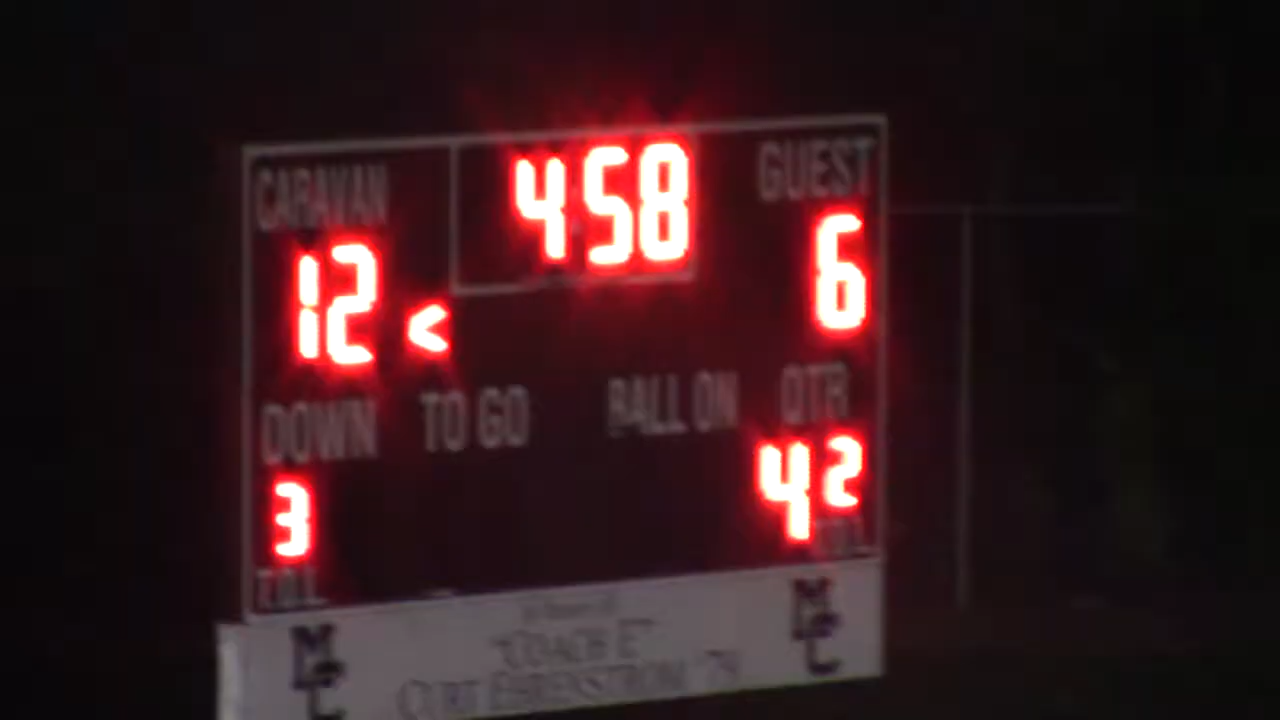 CARAVAN 4:58 GUEST
12 < 6
DOWN TO GO BALL ON QTR
3 4 2
T.O.L. T.O.L.
"COACH E"